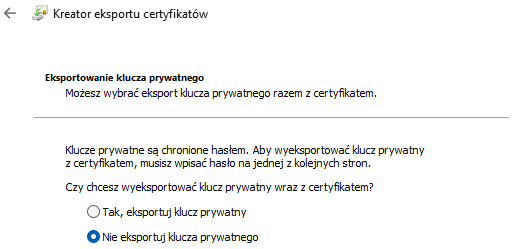 Kreator eksportu certyfikatów
Eksportowanie klucza prywatnego
Możesz wybrać eksport klucza prywatnego razem z certyfikatem.
Klucze prywatne są chronione hasłem. Aby wyeksportować klucz prywatny
z certyfikatem, musisz wpisać hasło na jednej z kolejnych stron.
Czy chcesz wyeksportować klucz prywatny wraz z certyfikatem?
Tak, eksportuj klucz prywatny
Nie eksportuj klucza prywatnego